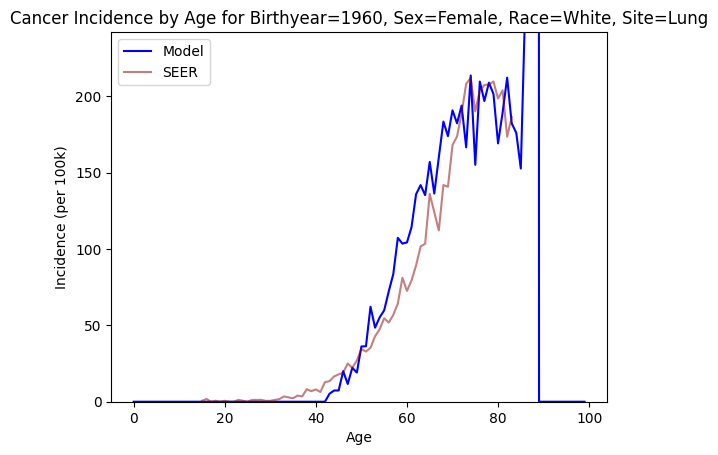 Cancer Incidence by Age for Birthyear=1960, Sex=Female, Race=White, Site=Lung
Model
SEER
200
150
100
50
0
Incidence (per 100k)
0 20 40 60 80 100
Age